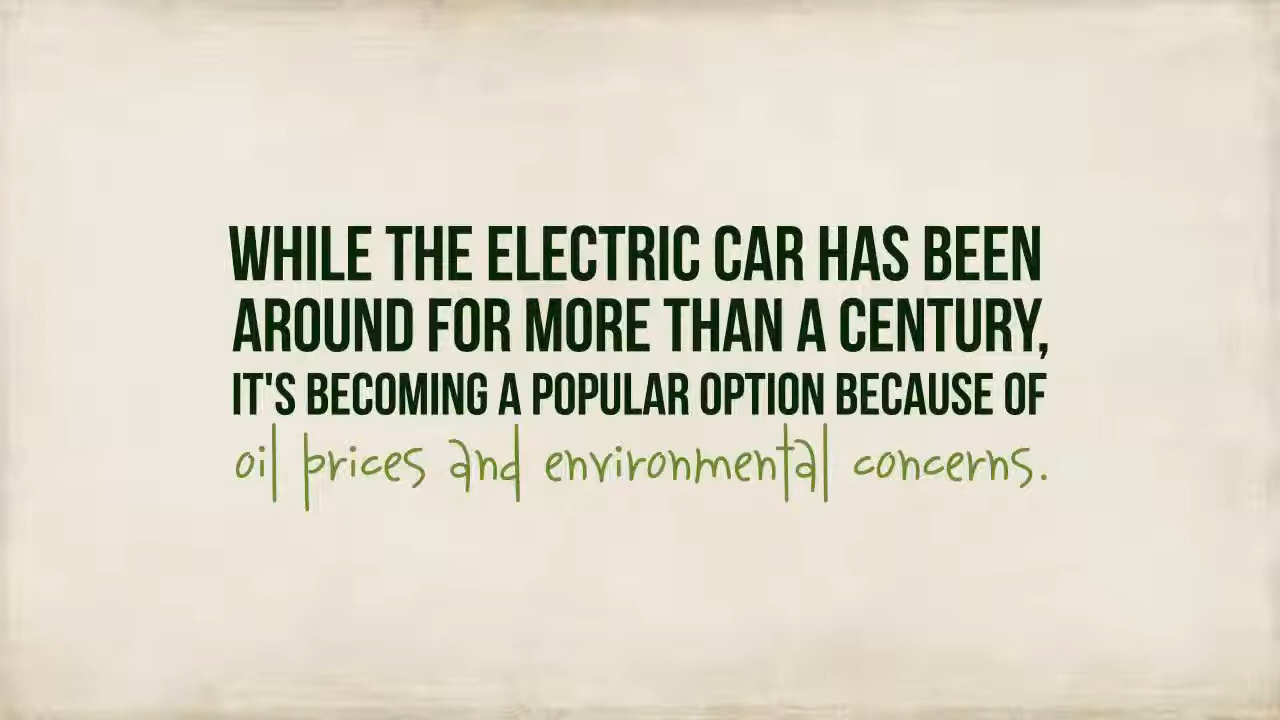 WHILE THE ELECTRIC CAR HAS BEEN
AROUND FOR MORE THAN A CENTURY,
IT'S BECOMING A POPULAR OPTION BECAUSE OF
oil prices and environmental concerns.